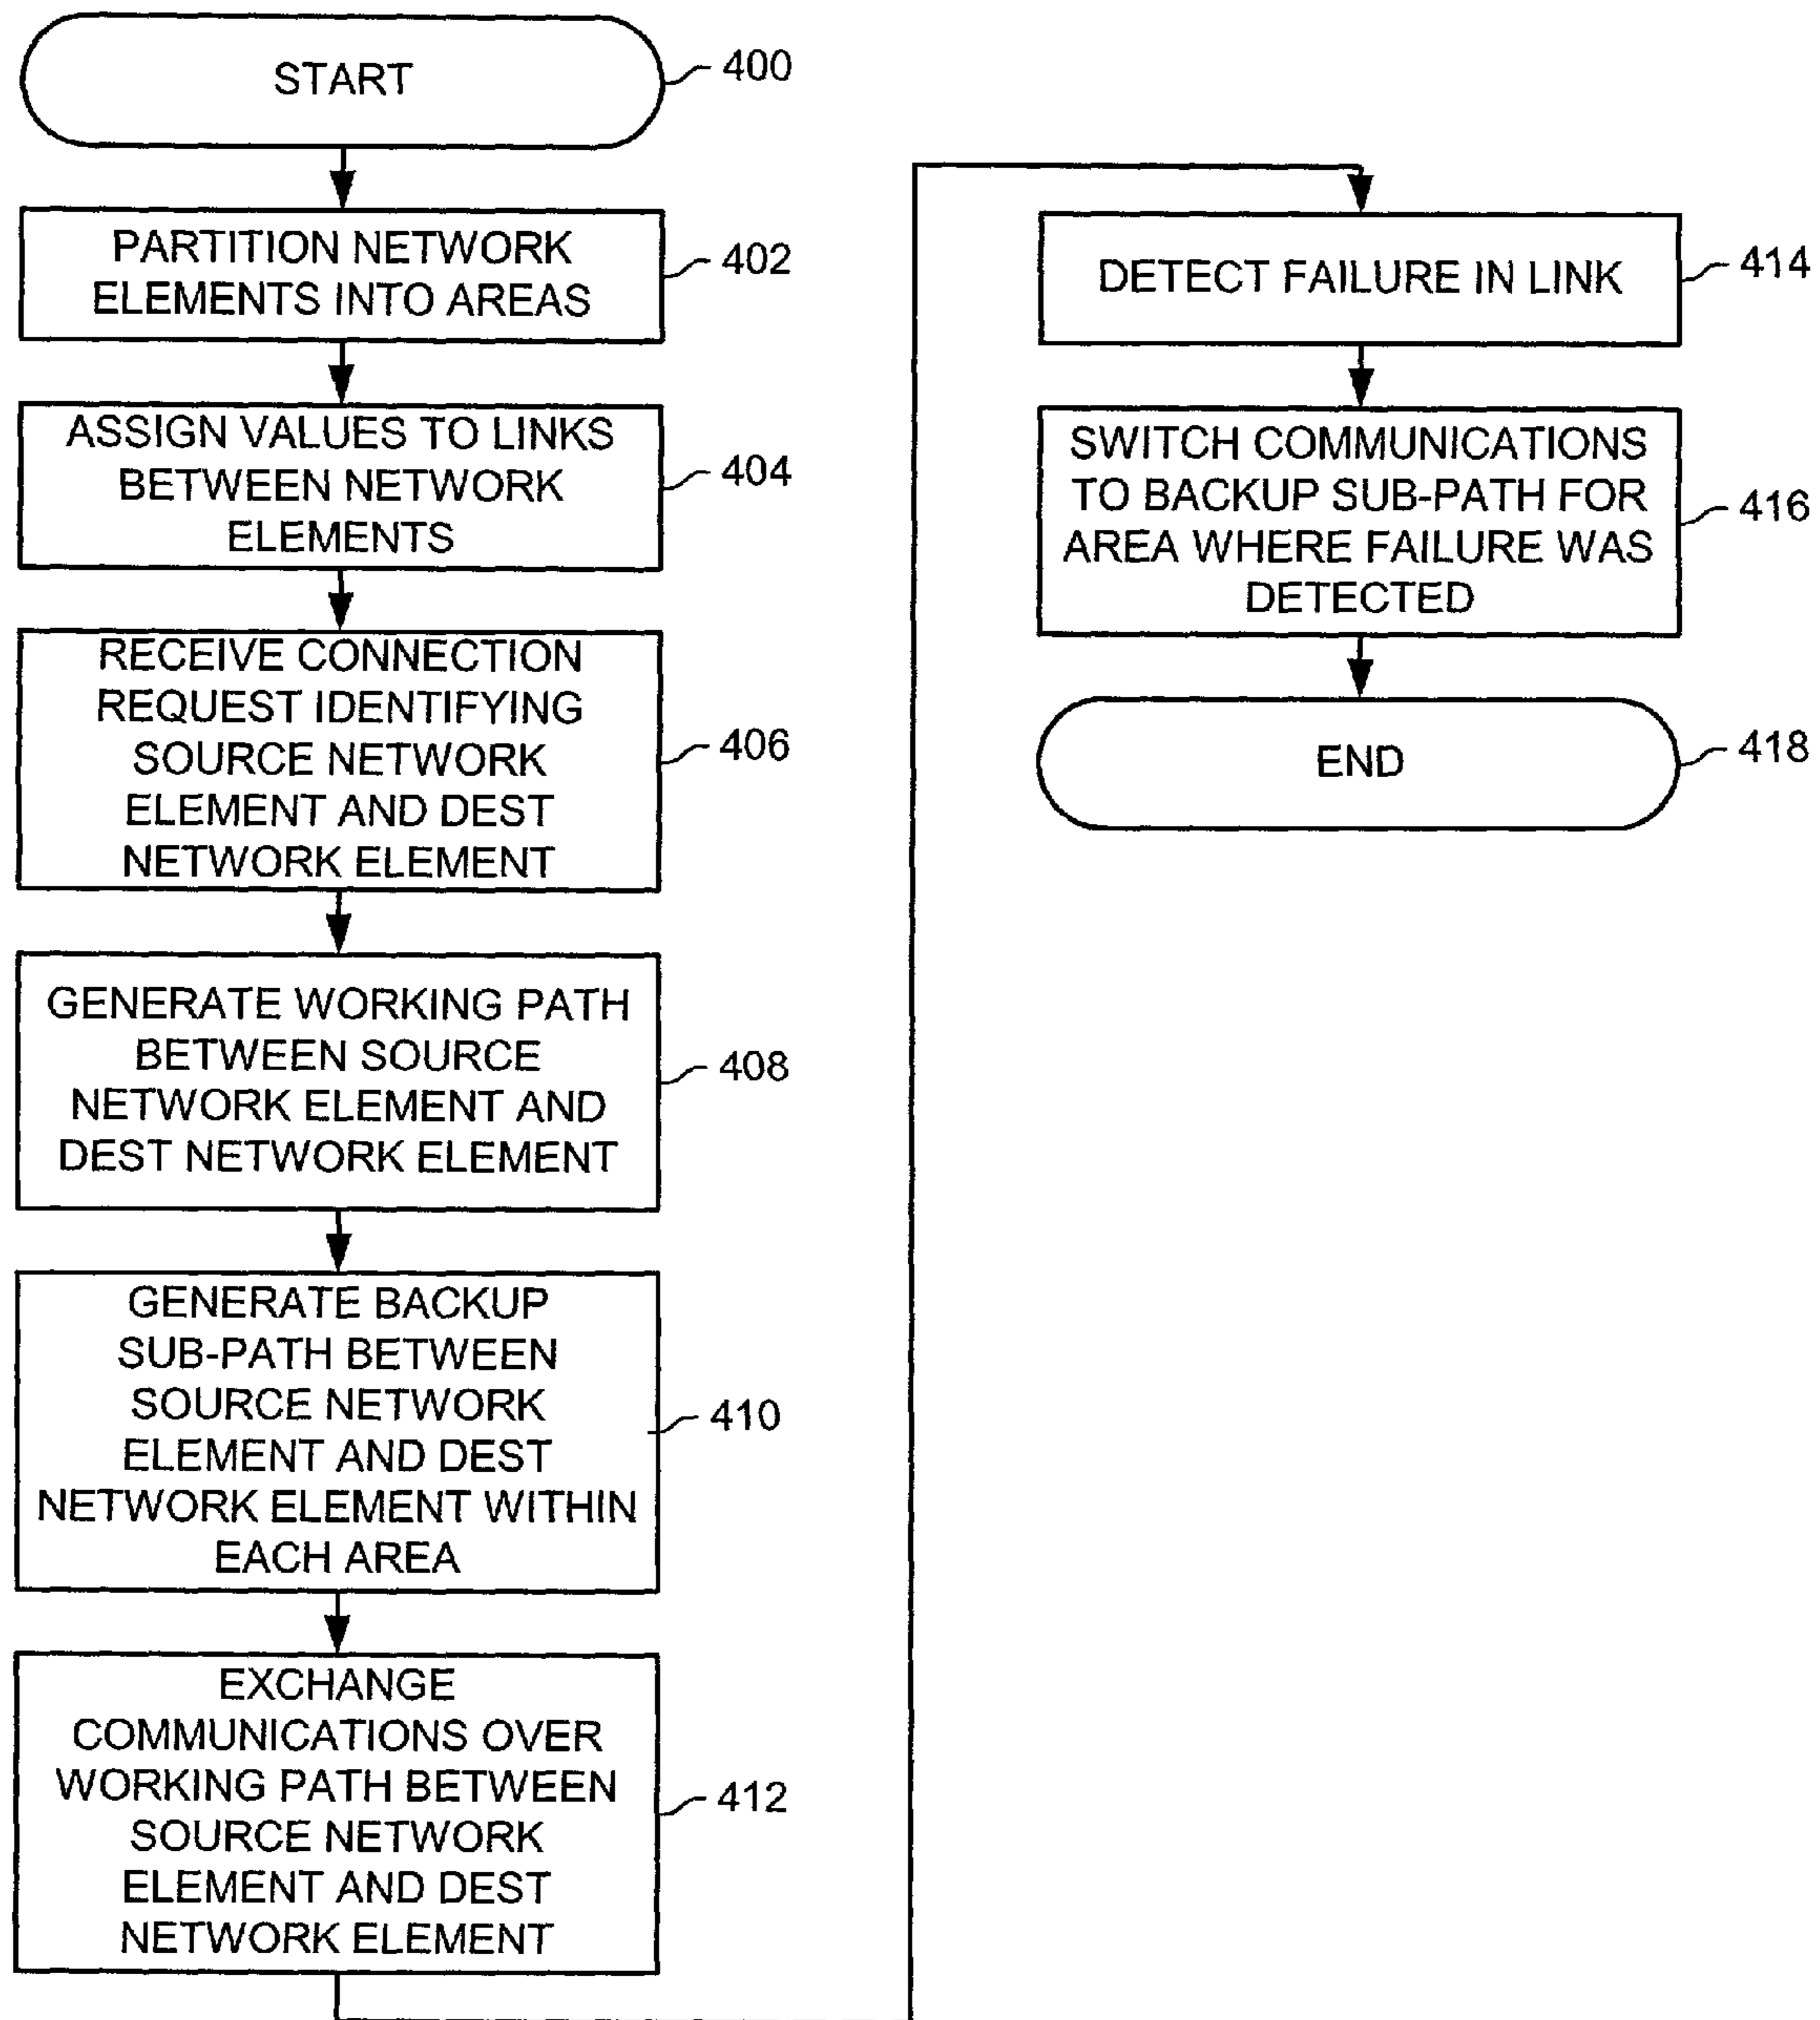 START
400
PARTITION NETWORK
ELEMENTS INTO AREAS
402
ASSIGN VALUES TO LINKS
BETWEEN NETWORK
ELEMENTS
404
RECEIVE CONNECTION
REQUEST IDENTIFYING
SOURCE NETWORK
ELEMENT AND DEST
NETWORK ELEMENT
406
GENERATE WORKING PATH
BETWEEN SOURCE
NETWORK ELEMENT AND
DEST NETWORK ELEMENT
408
GENERATE BACKUP
SUB-PATH BETWEEN
SOURCE NETWORK
ELEMENT AND DEST
NETWORK ELEMENT WITHIN
EACH AREA
410
EXCHANGE
COMMUNICATIONS OVER
WORKING PATH BETWEEN
SOURCE NETWORK
ELEMENT AND DEST
NETWORK ELEMENT
412
DETECT FAILURE IN LINK
414
SWITCH COMMUNICATIONS
TO BACKUP SUB-PATH FOR
AREA WHERE FAILURE WAS
DETECTED
416
END
418